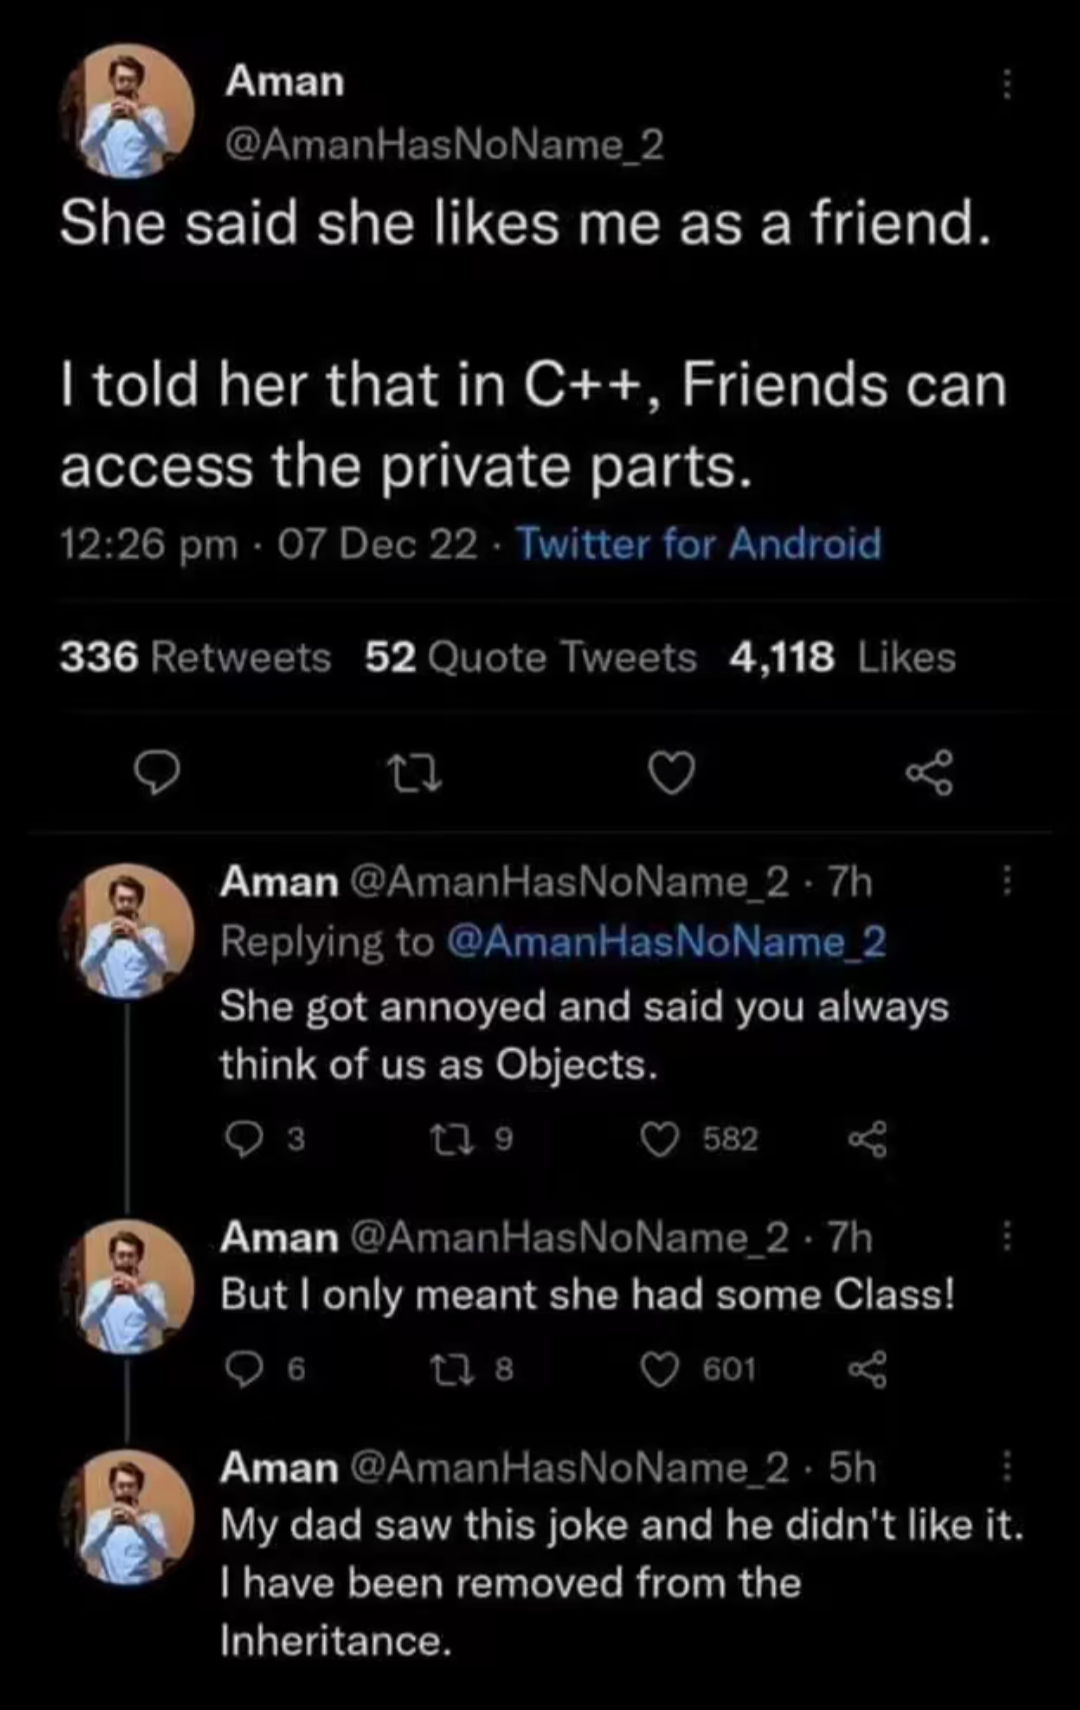 Aman
@AmanHasNoName_2
She said she likes me as a friend.
I told her that in C++, Friends can
access the private parts.
12:26 pm · 07 Dec 22 · Twitter for Android
336 Retweets 52 Quote Tweets 4,118 Likes
Aman @AmanHasNoName_2 · 7h
Replying to @AmanHasNoName_2
She got annoyed and said you always
think of us as Objects.
3 9 582
Aman @AmanHasNoName_2 · 7h
But I only meant she had some Class!
6 8 601
Aman @AmanHasNoName_2 · 5h
My dad saw this joke and he didn't like it.
I have been removed from the
Inheritance.